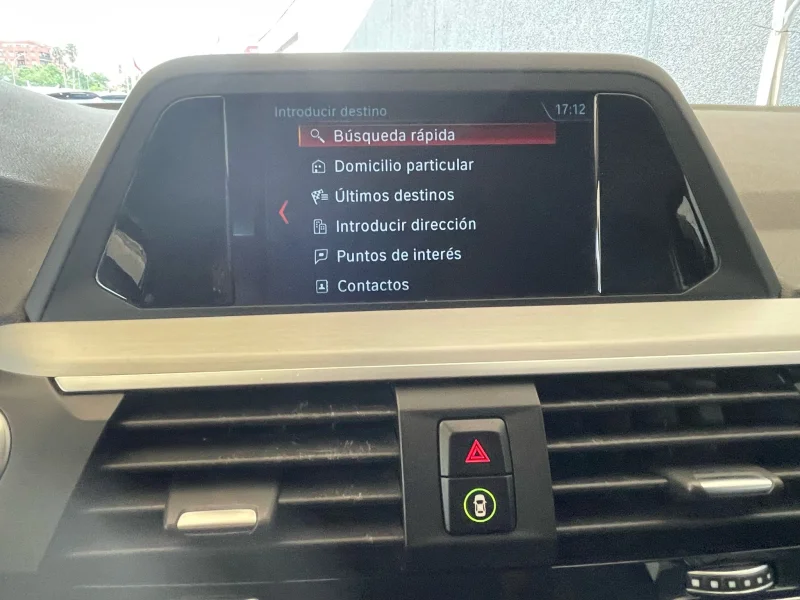 Introducir destino
17:12
Búsqueda rápida
Domicilio particular
Últimos destinos
Introducir dirección
Puntos de interés
Contactos